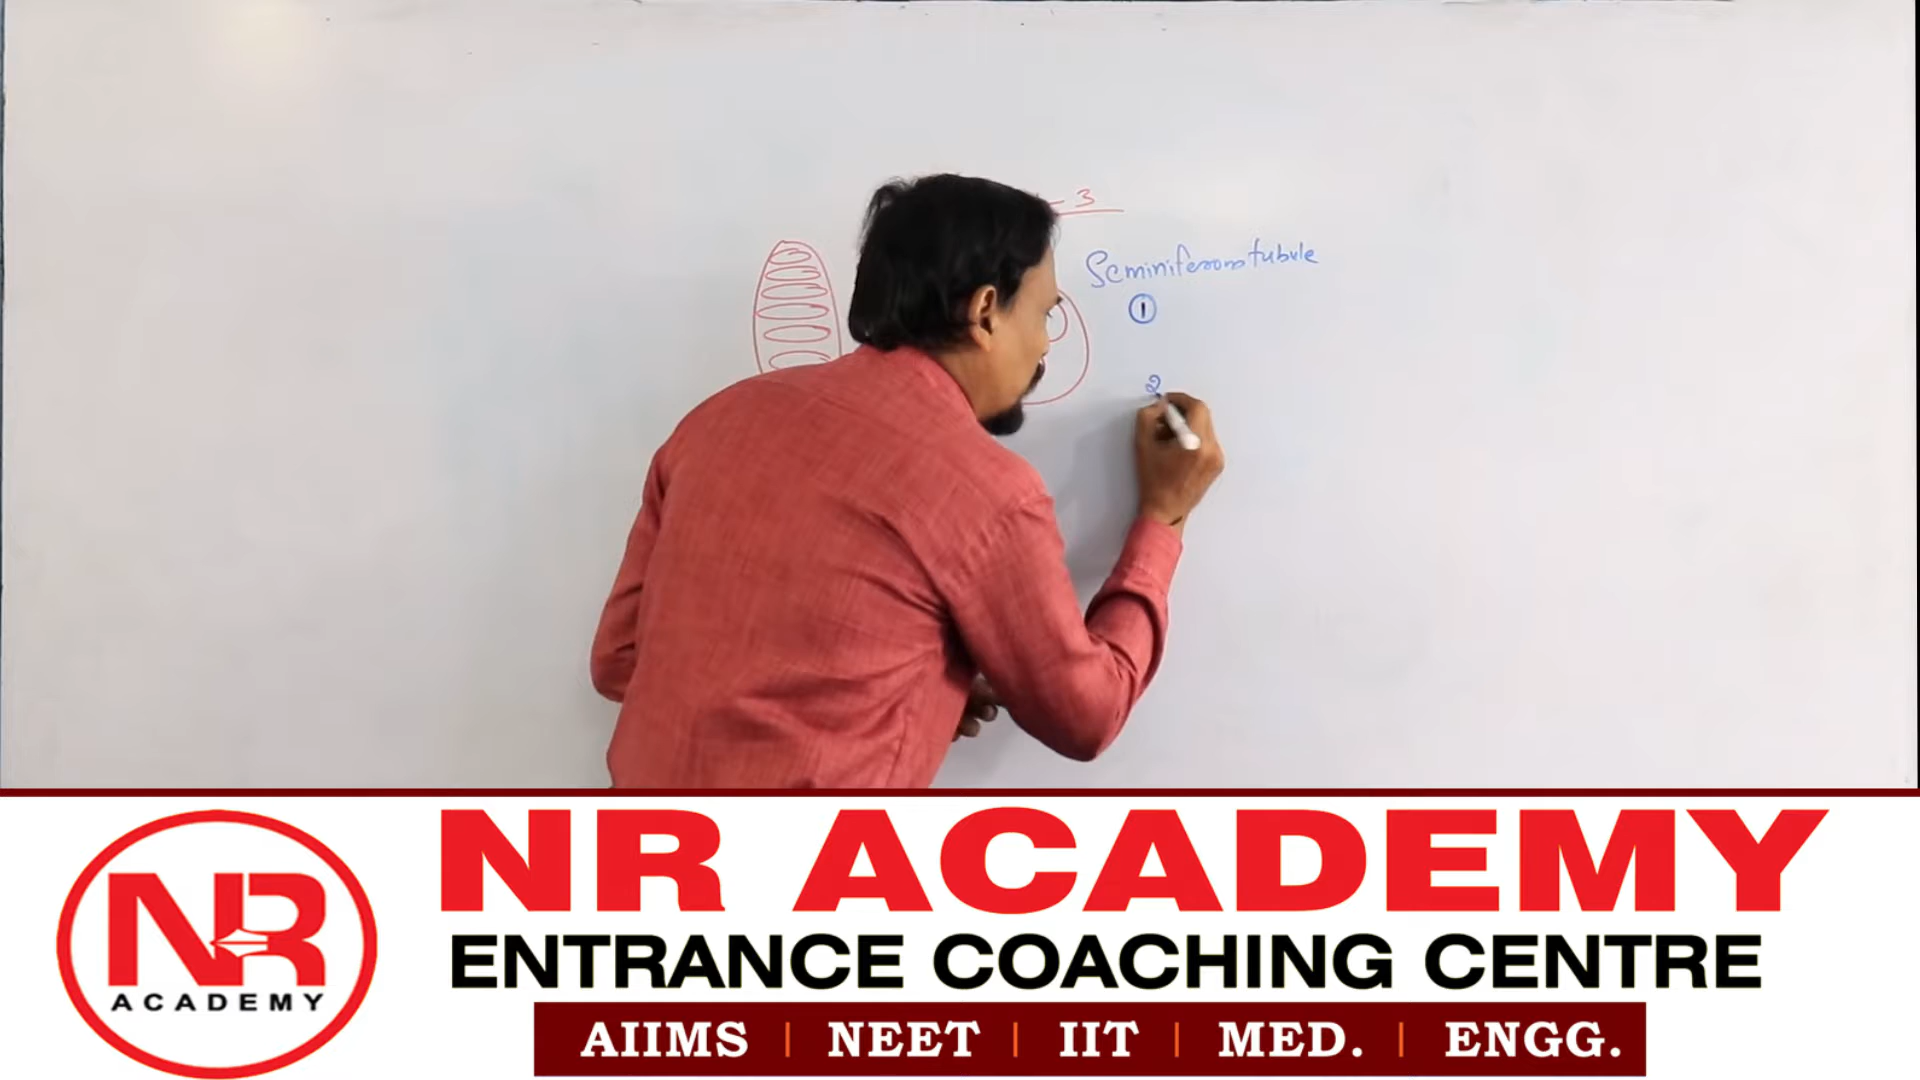 - 3
Seminiferous tubule
1
2
NR
ACADEMY
NR ACADEMY
ENTRANCE COACHING CENTRE
AIIMS | NEET | IIT | MED. | ENGG.